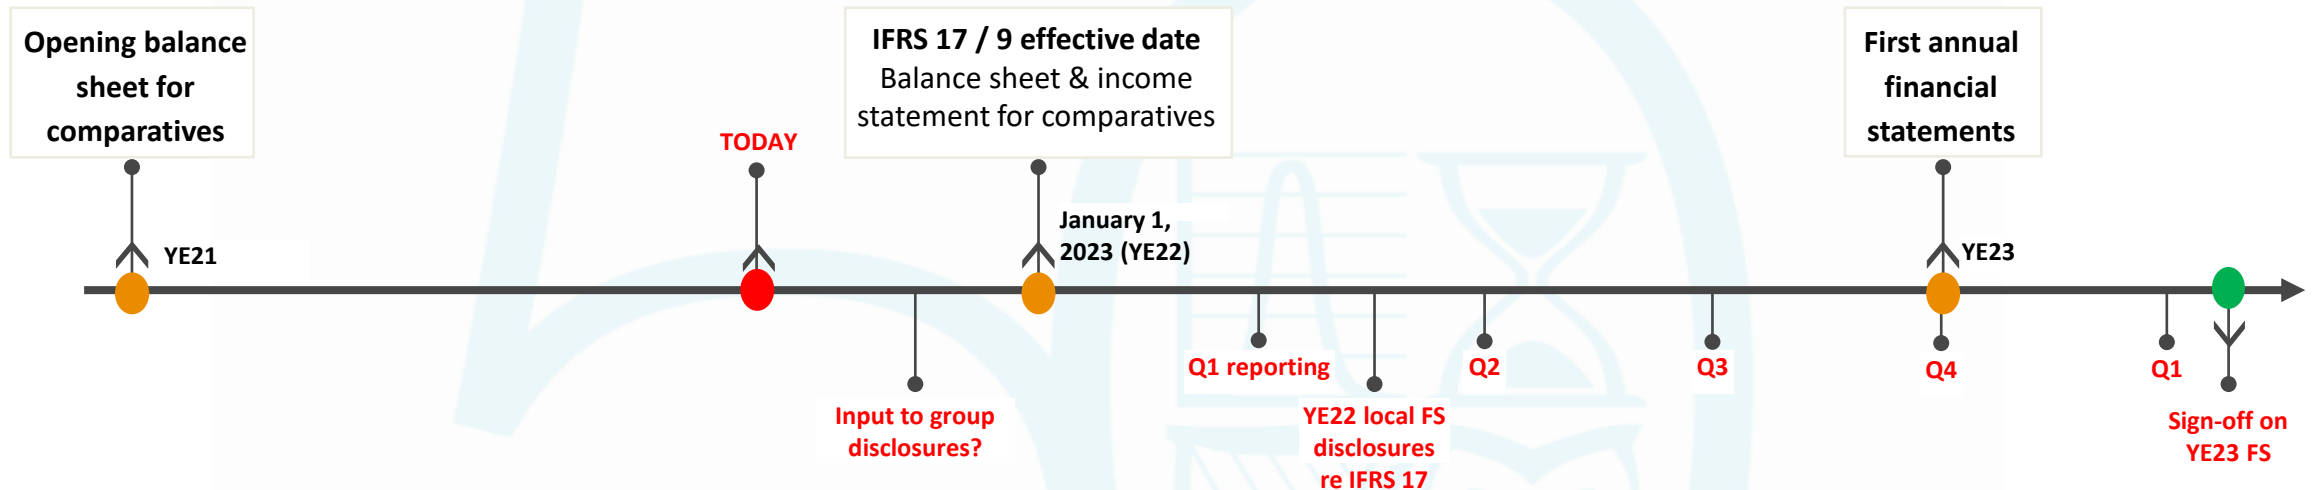 Opening balance
sheet for
comparatives
TODAY
IFRS 17 / 9 effective date
Balance sheet & income
statement for comparatives
First annual
financial
statements
YE21
January 1,
2023 (YE22)
YE23
Input to group
disclosures?
Q1 reporting
YE22 local FS
disclosures
re IFRS 17
Q2
Q3
Q4
Q1
Sign-off on
YE23 FS